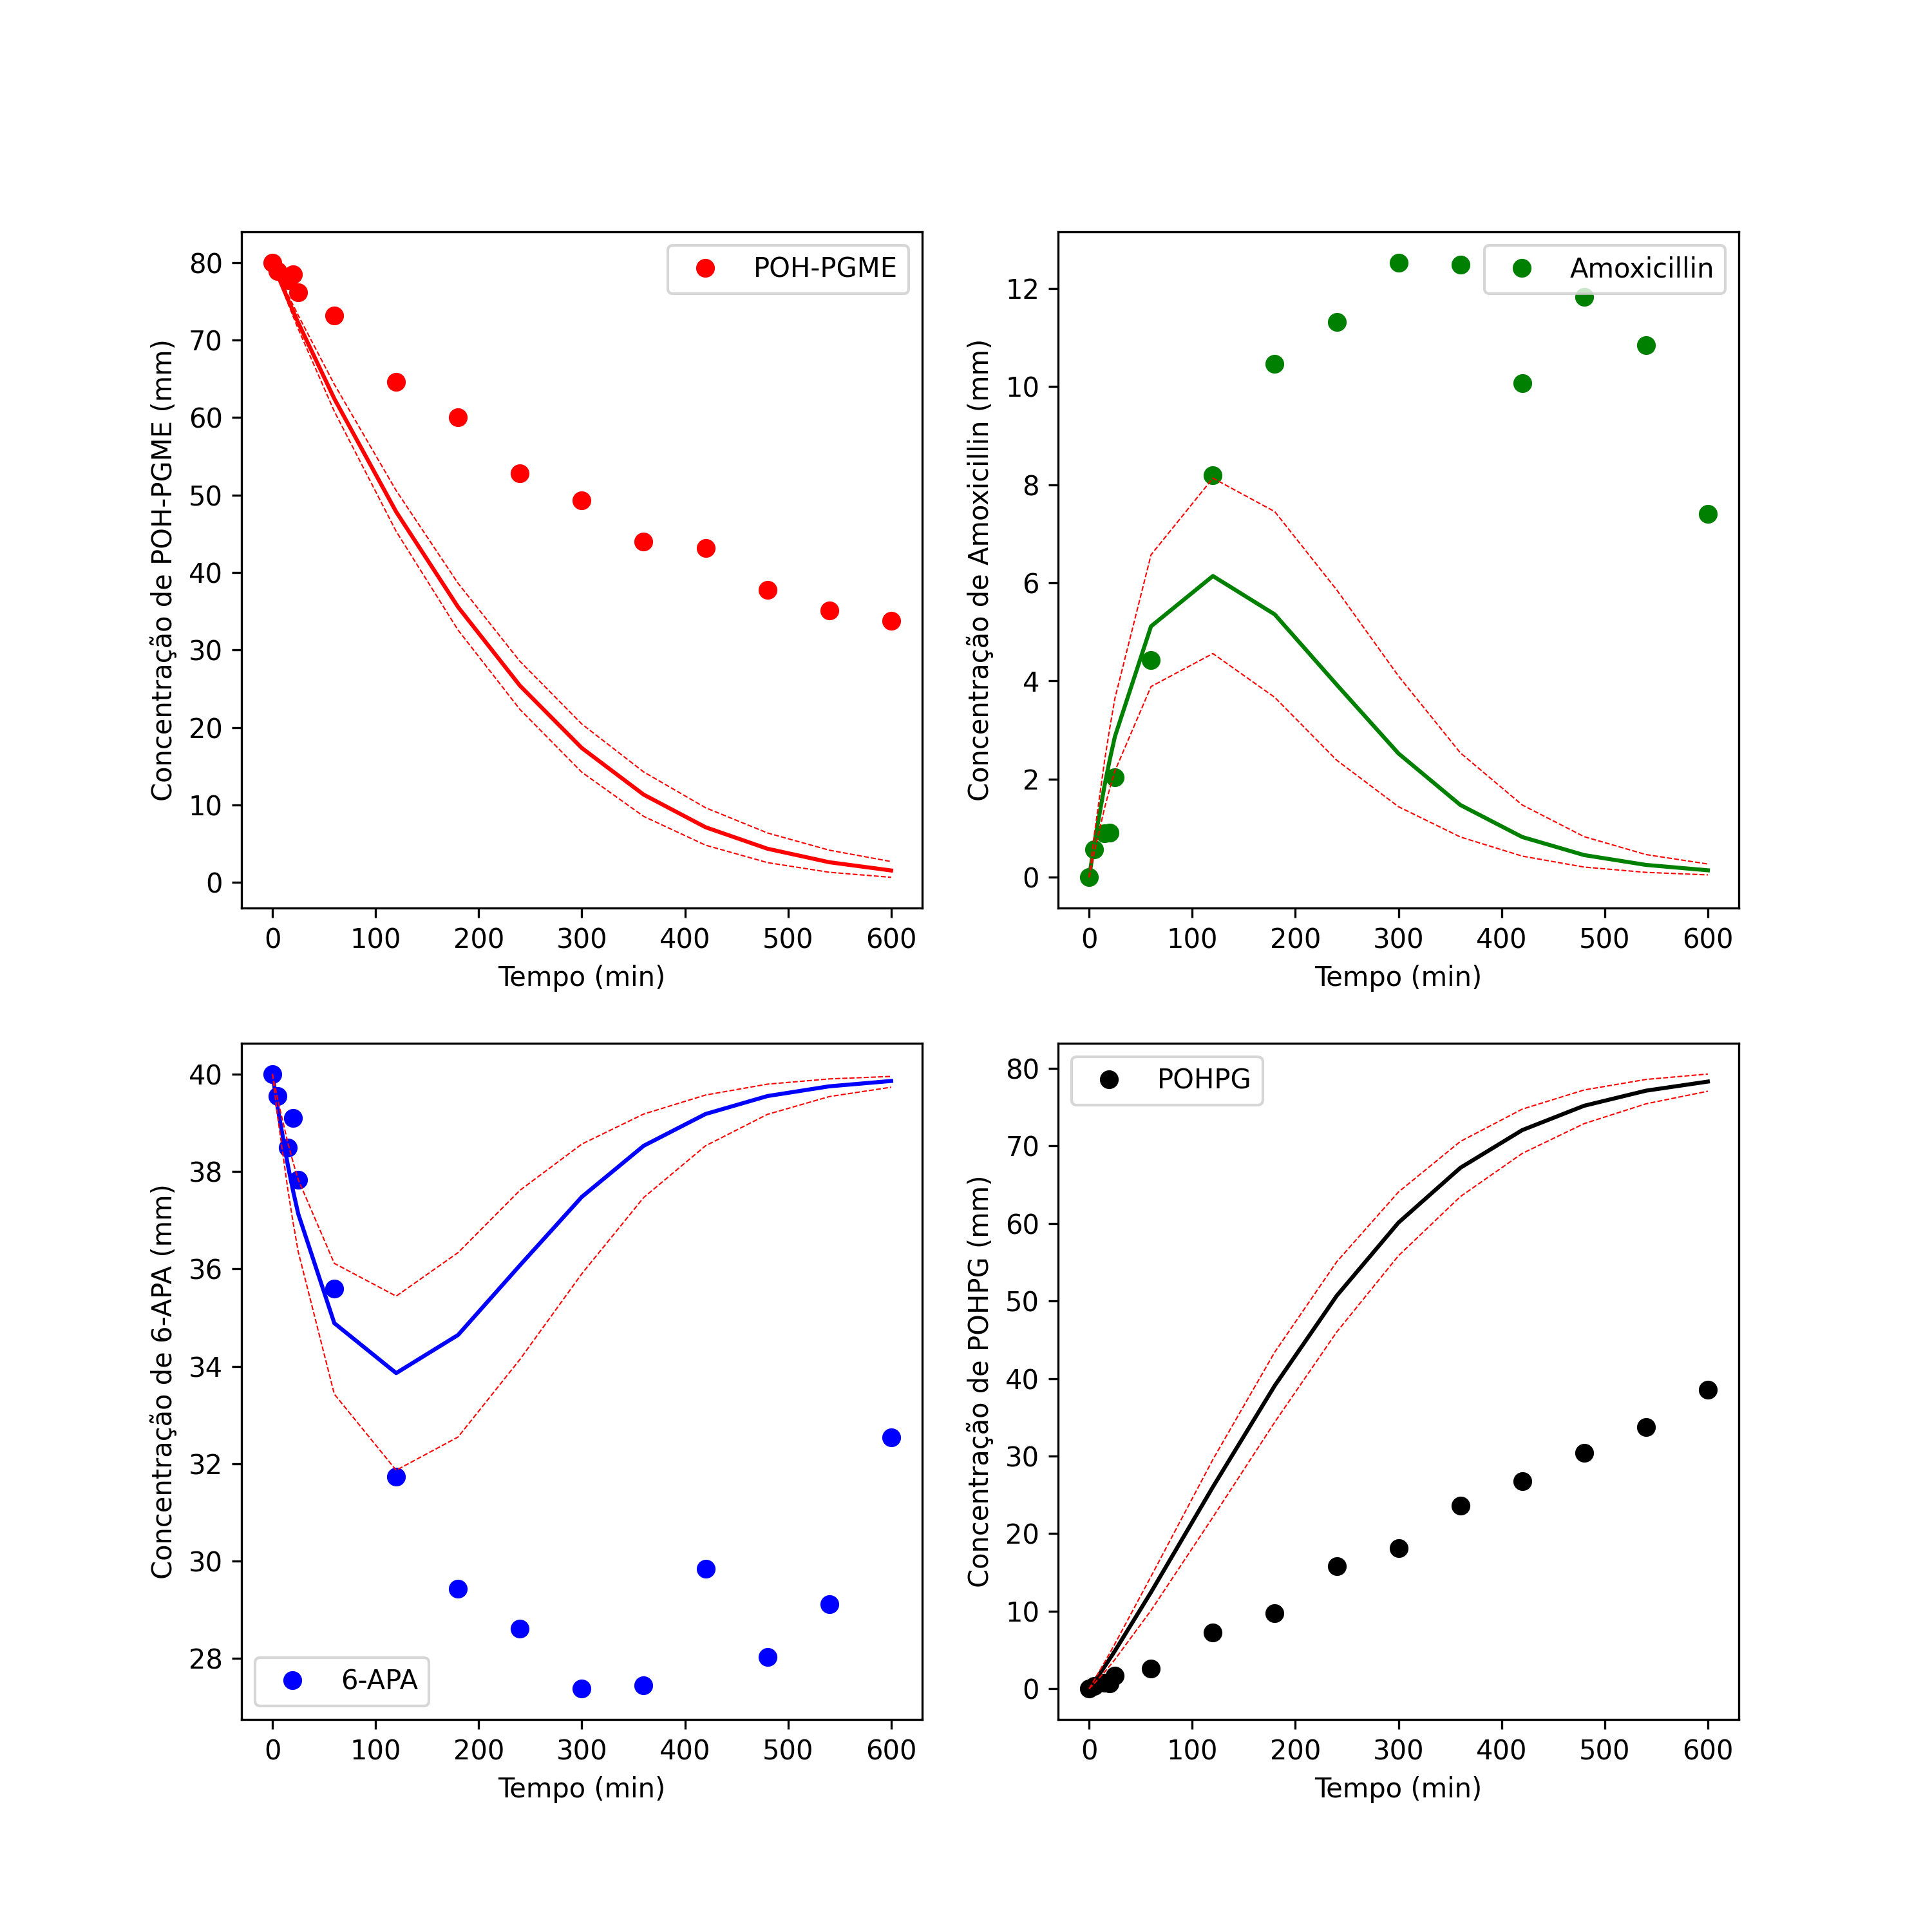 POH-PGME
Concentração de POH-PGME (mm)
80
70
60
50
40
30
20
10
0
0 100 200 300 400 500 600
Tempo (min)
Amoxicillin
Concentração de Amoxicillin (mm)
12
10
8
6
4
2
0
0 100 200 300 400 500 600
Tempo (min)
Concentração de 6-APA (mm)
40
38
36
34
32
30
28
6-APA
0 100 200 300 400 500 600
Tempo (min)
POHPG
Concentração de POHPG (mm)
80
70
60
50
40
30
20
10
0
0 100 200 300 400 500 600
Tempo (min)